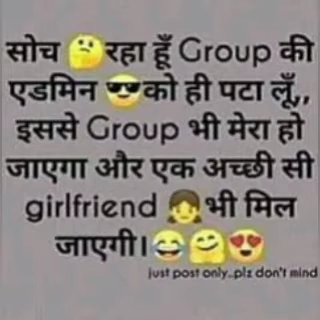 सोच 🤔रहा हूँ Group की
एडमिन 😎को ही पटा लूँ,,
इससे Group भी मेरा हो
जाएगा और एक अच्छी सी
girlfriend 👧भी मिल
जाएगी।😂🤗😍
just post only..plz don't mind